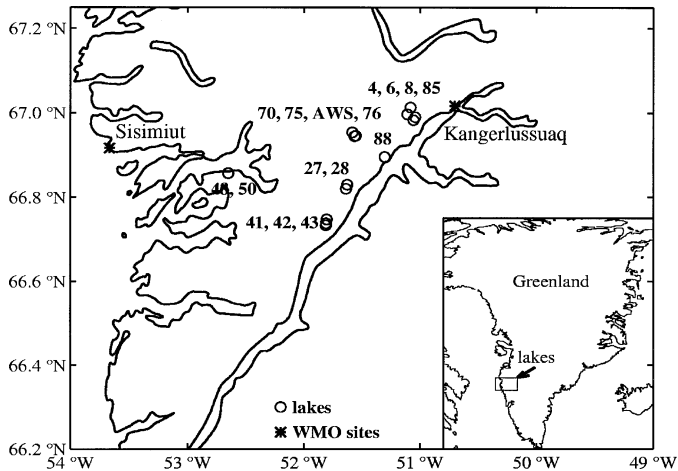 67.2 °N
67.0 °N
66.8 °N
66.6 °N
66.4 °N
66.2 °N
4, 6, 8, 85
70, 75, AWS, 76
Sisimiut
Kangerlussuaq
88
27, 28
48, 50
41, 42, 43
Greenland
lakes
lakes
WMO sites
54 °W
53 °W
52 °W
51 °W
50 °W
49 °W